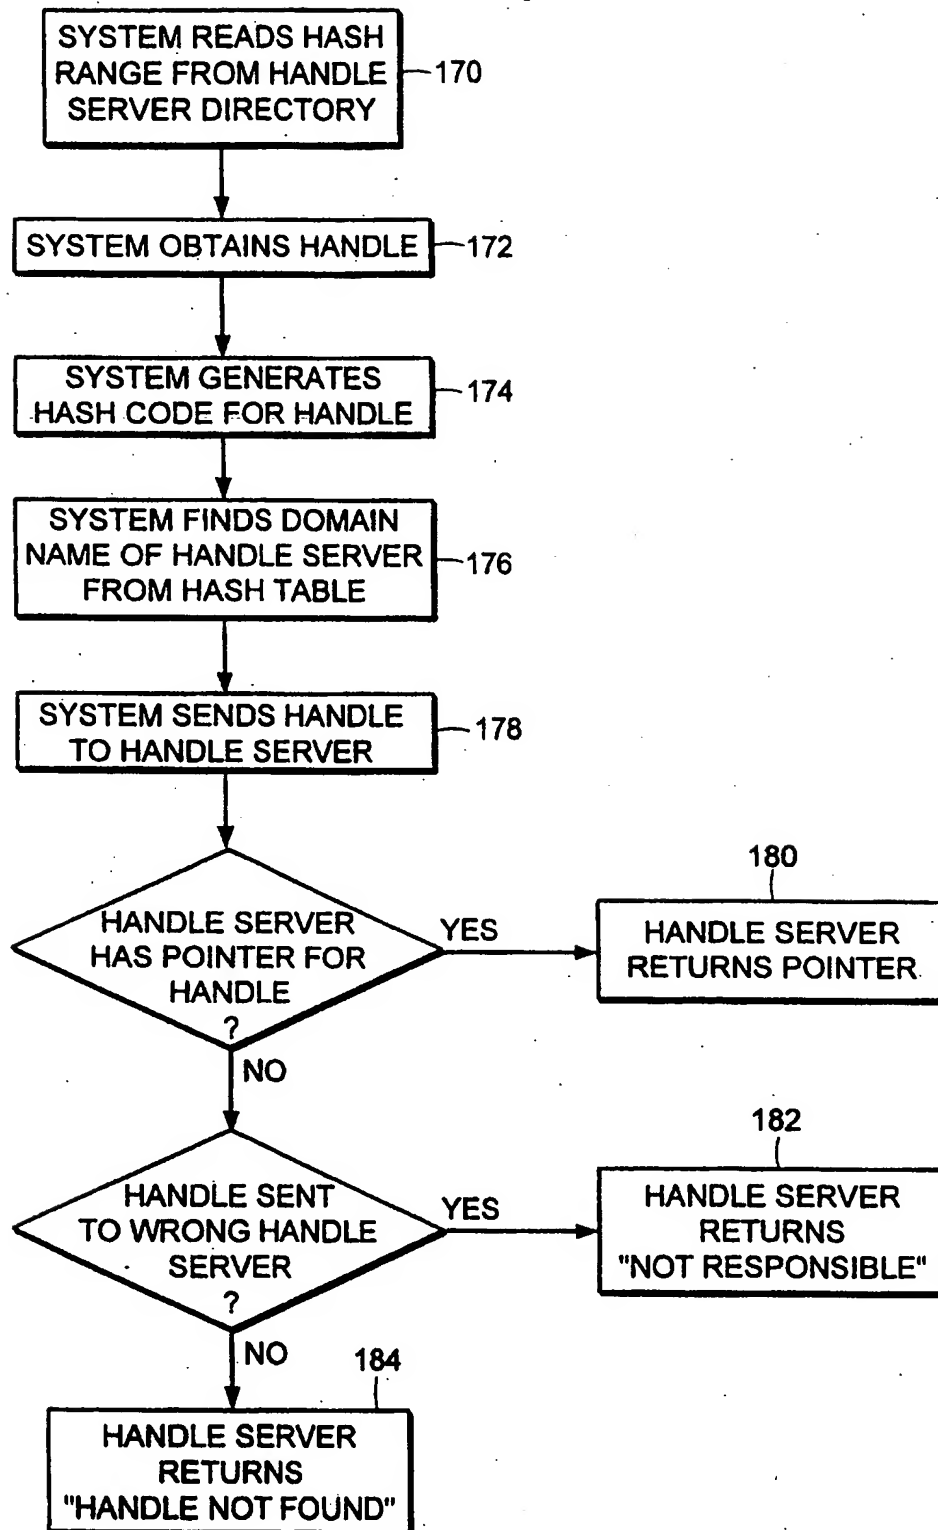 SYSTEM READS HASH
RANGE FROM HANDLE
SERVER DIRECTORY
170
SYSTEM OBTAINS HANDLE
172
SYSTEM GENERATES
HASH CODE FOR HANDLE
174
SYSTEM FINDS DOMAIN
NAME OF HANDLE SERVER
FROM HASH TABLE
176
SYSTEM SENDS HANDLE
TO HANDLE SERVER
178
HANDLE SERVER
HAS POINTER FOR
HANDLE
?
YES
180
HANDLE SERVER
RETURNS POINTER
NO
HANDLE SENT
TO WRONG HANDLE
SERVER
?
YES
182
HANDLE SERVER
RETURNS
"NOT RESPONSIBLE"
NO
184
HANDLE SERVER
RETURNS
"HANDLE NOT FOUND"